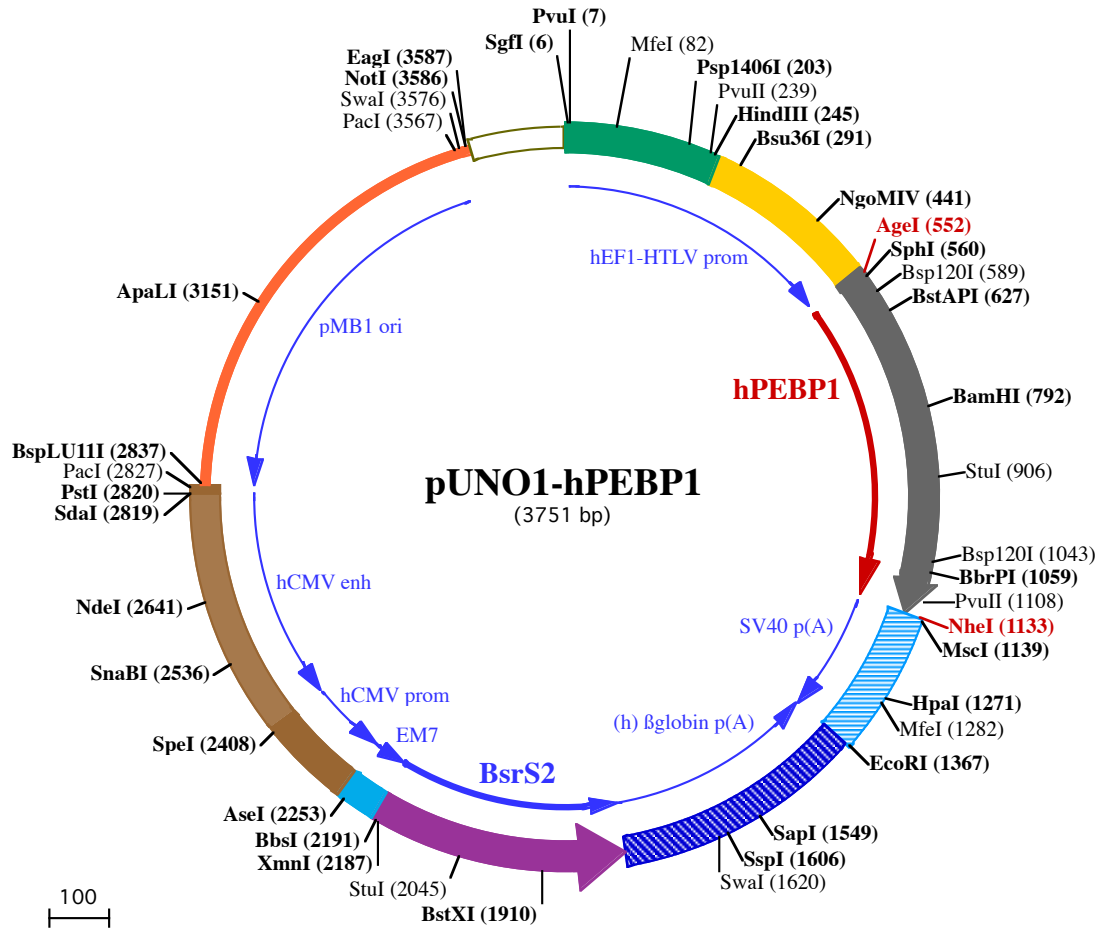 PvuI (7)
SgfI (6)
MfeI (82)
EagI (3587)
NotI (3586)
SwaI (3576)
PacI (3567)
Psp1406I (203)
PvuII (239)
HindIII (245)
Bsu36I (291)
NgoMIV (441)
AgeI (552)
SphI (560)
Bsp120I (589)
BstAPI (627)
hEF1-HTLV prom
ApaLI (3151)
pMB1 ori
hPEBP1
BamHI (792)
BspLU11I (2837)
PacI (2827)
PstI (2820)
SdaI (2819)
pUNO1-hPEBP1
(3751 bp)
StuI (906)
Bsp120I (1043)
BbrPI (1059)
PvuII (1108)
NheI (1133)
MscI (1139)
hCMV enh
NdeI (2641)
SV40 p(A)
SnaBI (2536)
hCMV prom
HpaI (1271)
MfeI (1282)
(h) ßglobin p(A)
SpeI (2408)
EM7
EcoRI (1367)
BsrS2
AseI (2253)
BbsI (2191)
XmnI (2187)
StuI (2045)
BstXI (1910)
SapI (1549)
SspI (1606)
SwaI (1620)
100